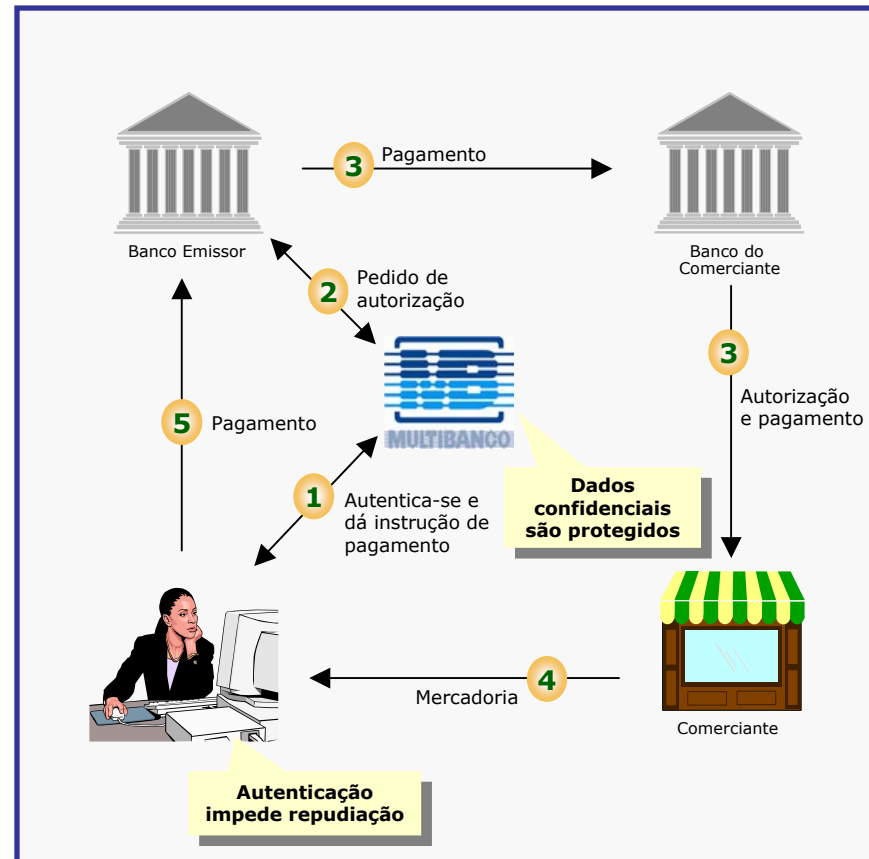 3
Pagamento
Banco Emissor
Banco do
Comerciante
2
Pedido de
autorização
3
MULTIBANCO
Autorização
e pagamento
5
Pagamento
1
Autentica-se e
dá instrução de
pagamento
Dados
confidenciais
são protegidos
4
Mercadoria
Comerciante
Autenticação
impede repudiação